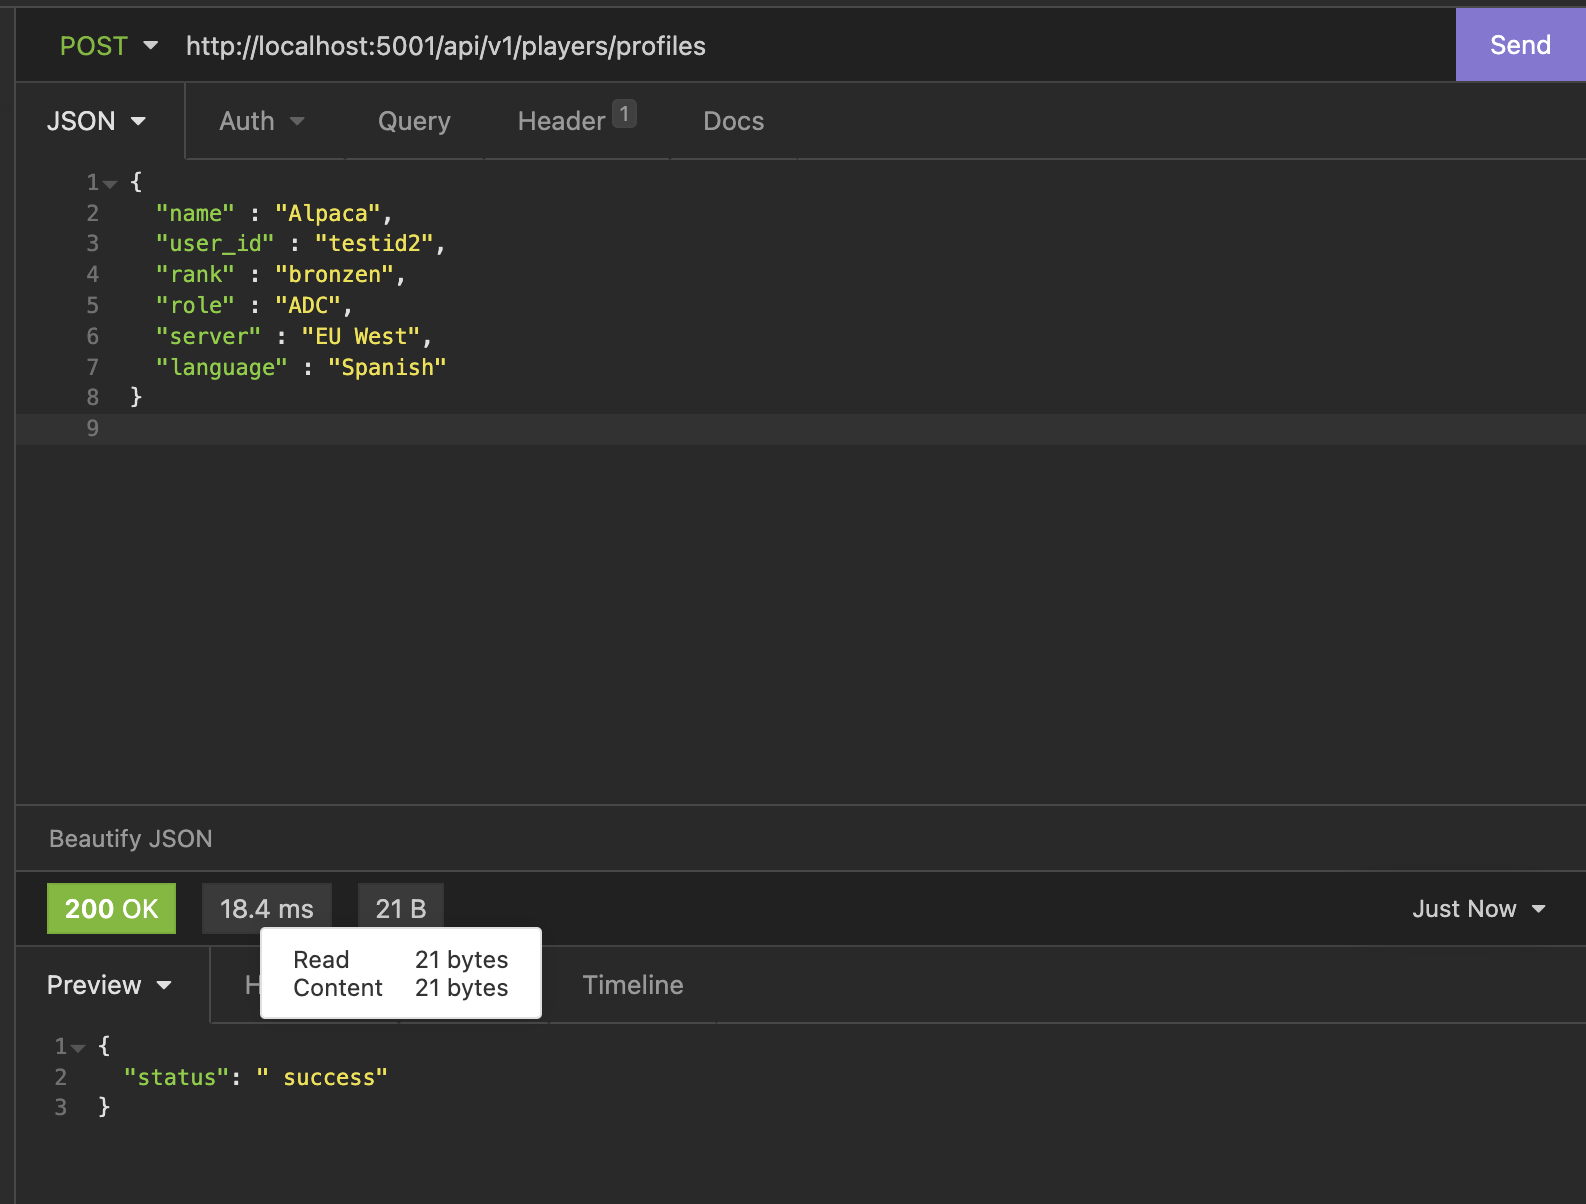 POST http://localhost:5001/api/v1/players/profiles Send
JSON Auth Query Header 1 Docs
1 {
2 "name" : "Alpaca",
3 "user_id" : "testid2",
4 "rank" : "bronzen",
5 "role" : "ADC",
6 "server" : "EU West",
7 "language" : "Spanish"
8 }
9
Beautify JSON
200 OK 18.4 ms 21 B Just Now
Read 21 bytes
Content 21 bytes
Preview Timeline
1 {
2 "status": " success"
3 }